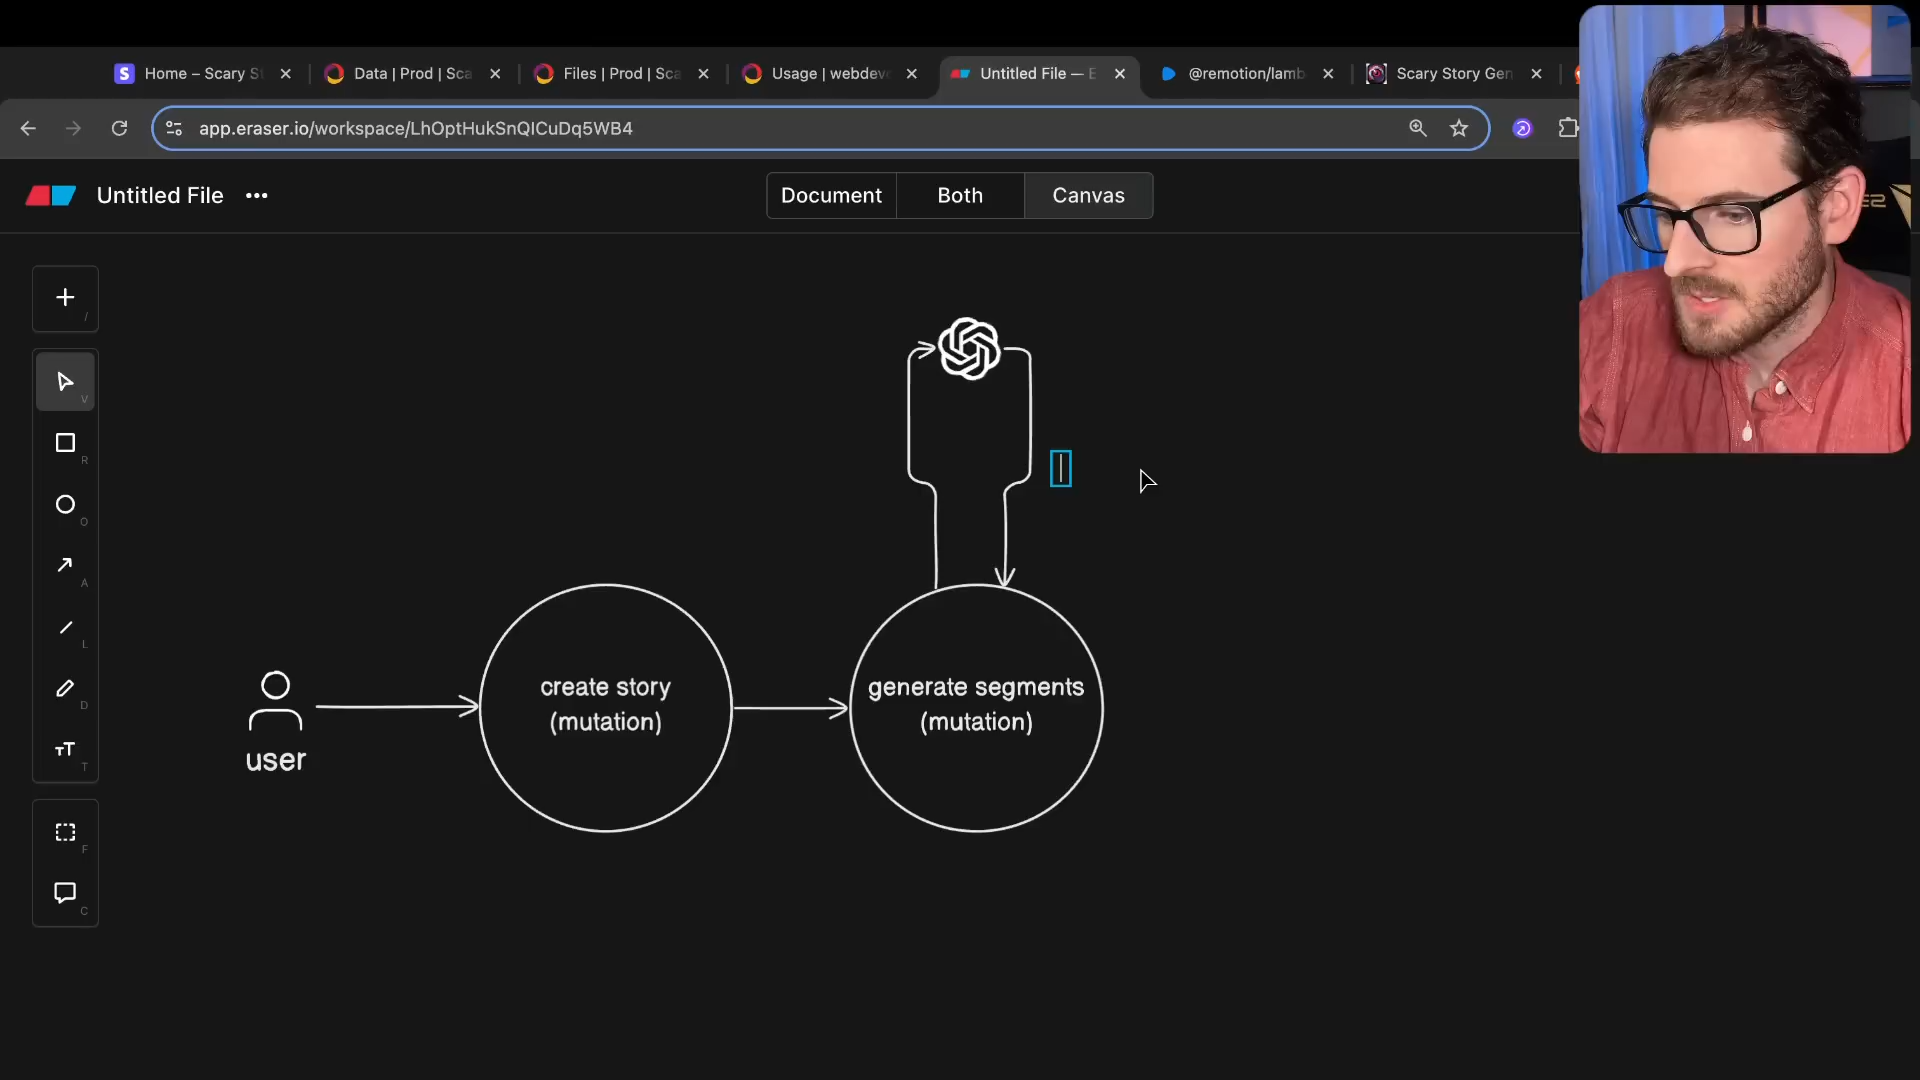 Home – Scary S
Data | Prod | Sca
Files | Prod | Sca
Usage | webdeve
Untitled File — E
@remotion/lamb
Scary Story Gen
app.eraser.io/workspace/LhOptHukSnQICuDq5WB4
Untitled File
Document
Both
Canvas
/
V
R
O
A
L
D
T
F
C
create story
(mutation)
generate segments
(mutation)
user